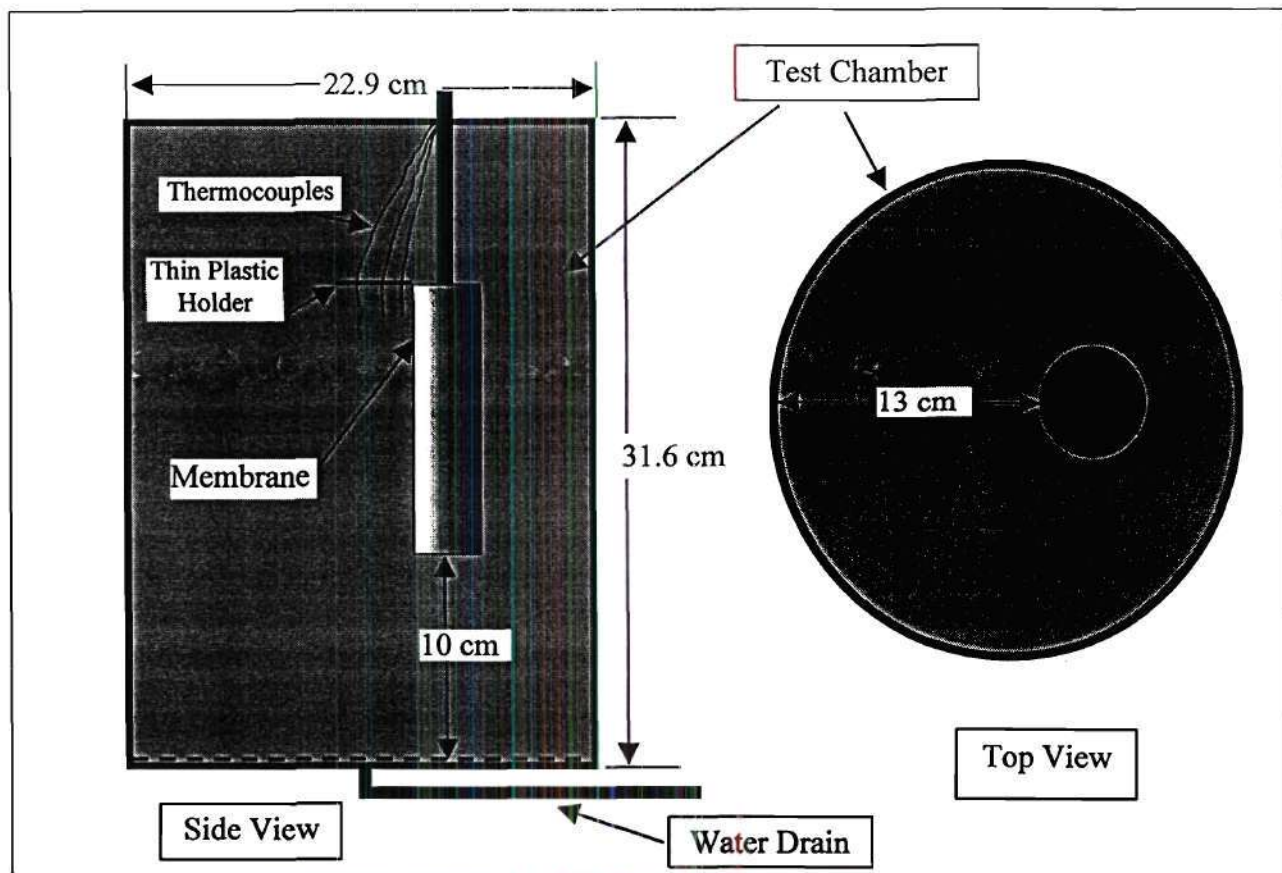 22.9 cm
Test Chamber
Thermocouples
Thin Plastic
Holder
13 cm
Membrane
31.6 cm
10 cm
Top View
Side View
Water Drain